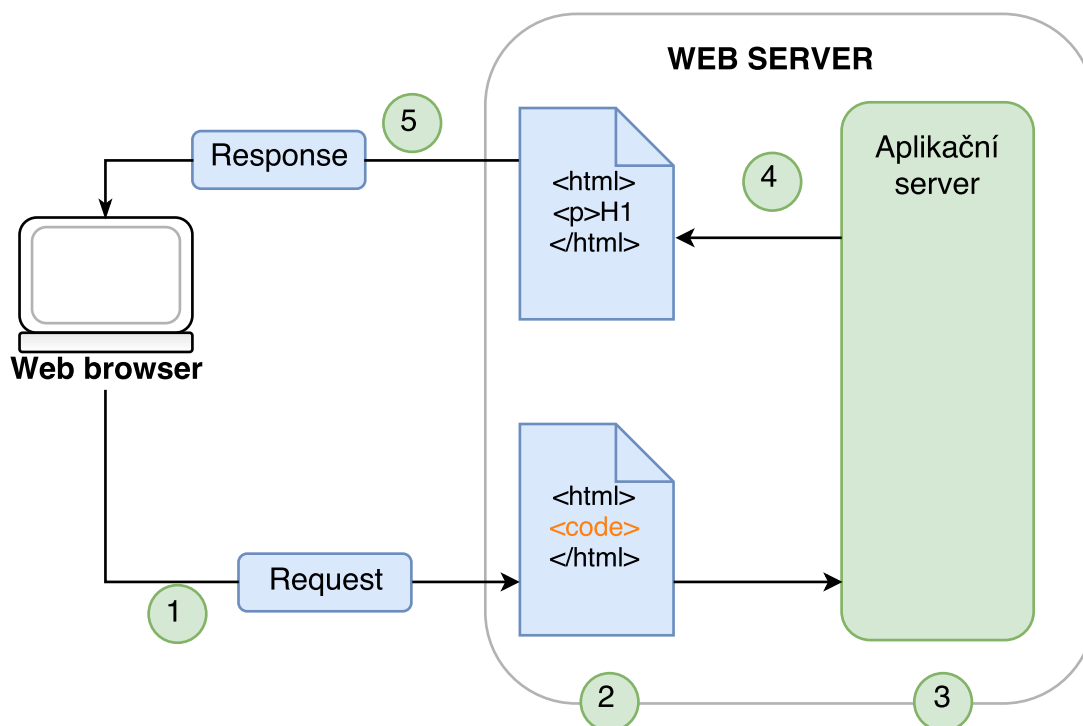 WEB SERVER
5
Response
<html>
<p>H1
</html>
4
Aplikační
server
Web browser
<html>
<code>
</html>
Request
1
2
3